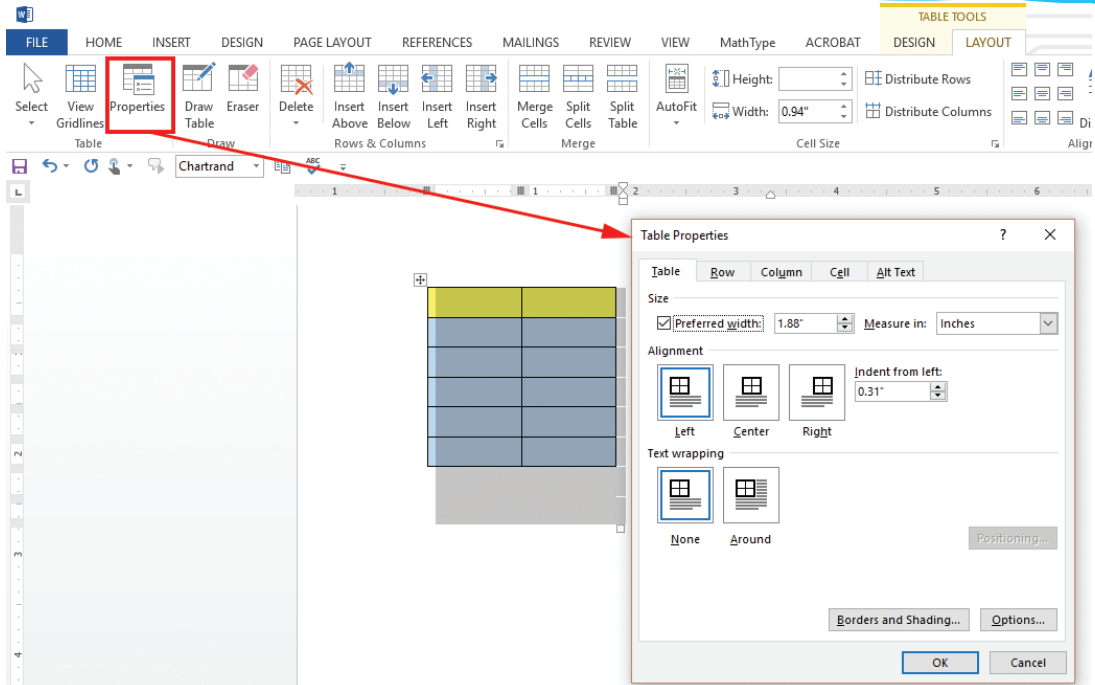 TABLE TOOLS
FILE HOME INSERT DESIGN PAGE LAYOUT REFERENCES MAILINGS REVIEW VIEW MathType ACROBAT DESIGN LAYOUT
Select View Gridlines Properties Draw Table Eraser Delete Insert Above Insert Below Insert Left Insert Right Merge Cells Split Cells Split Table AutoFit
Height:
Width: 0.94"
Distribute Rows
Distribute Columns
Di
Table Draw Rows & Columns Merge Cell Size Align
Chartrand ABC
L
1 1 2 3 4 5 6
Table Properties ? X
Table Row Column Cell Alt Text
Size
Preferred width: 1.88" Measure in: Inches
Alignment
Indent from left:
0.31"
Left Center Right
Text wrapping
None Around
Positioning...
Borders and Shading... Options...
OK Cancel
2
3
4